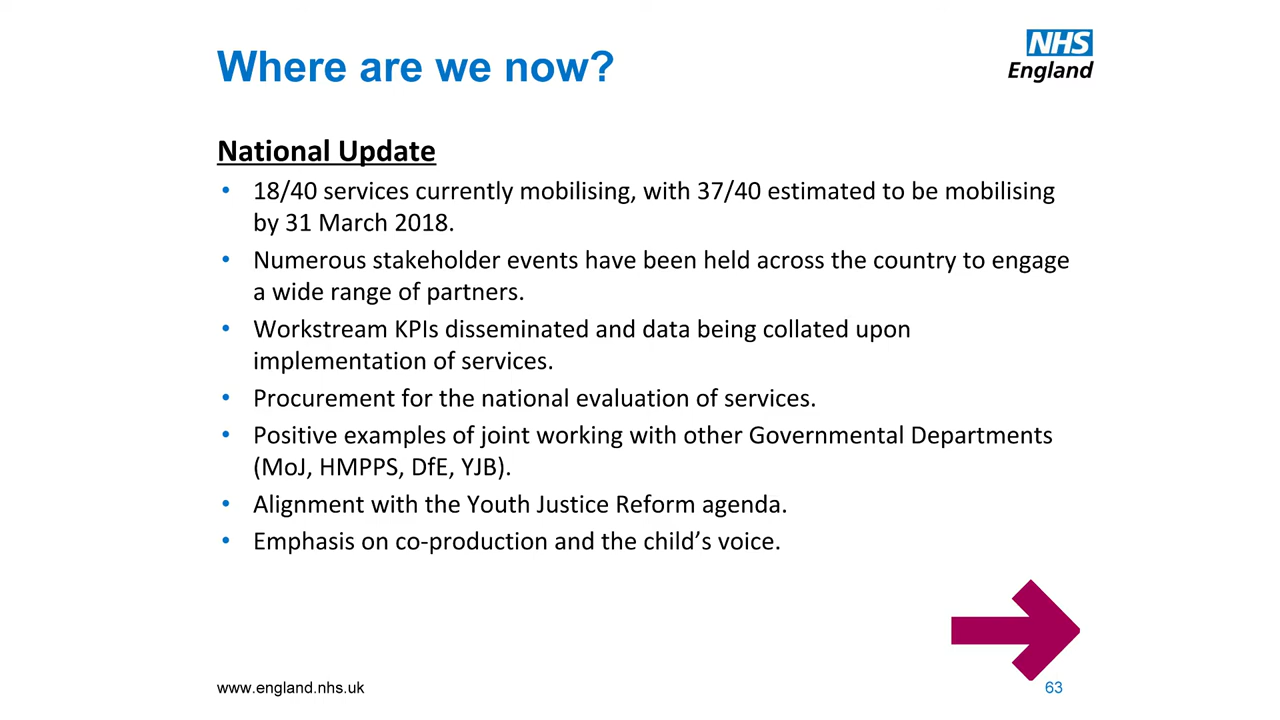 Where are we now?
NHS
England
National Update
• 18/40 services currently mobilising, with 37/40 estimated to be mobilising
by 31 March 2018.
• Numerous stakeholder events have been held across the country to engage
a wide range of partners.
• Workstream KPIs disseminated and data being collated upon
implementation of services.
• Procurement for the national evaluation of services.
• Positive examples of joint working with other Governmental Departments
(MoJ, HMPPS, DfE, YJB).
• Alignment with the Youth Justice Reform agenda.
• Emphasis on co-production and the child’s voice.
www.england.nhs.uk
63